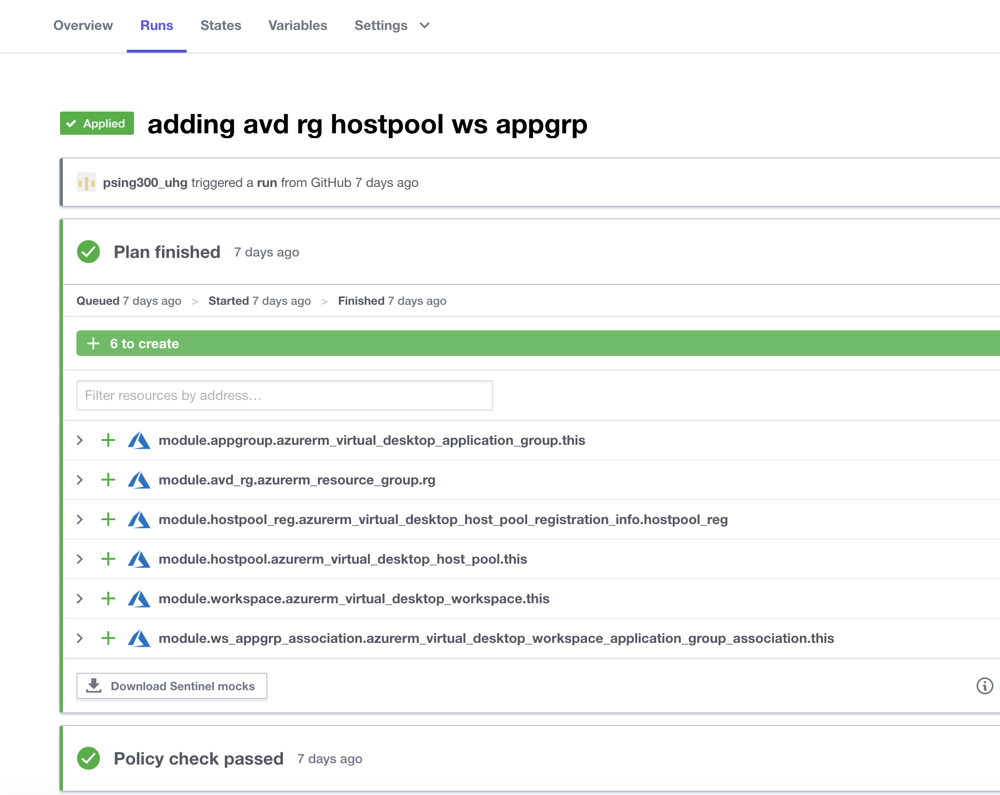 Overview Runs States Variables Settings
Applied adding avd rg hostpool ws appgrp
psing300_uhg triggered a run from GitHub 7 days ago
Plan finished 7 days ago
Queued 7 days ago > Started 7 days ago > Finished 7 days ago
+ 6 to create
Filter resources by address...
module.appgroup.azurerm_virtual_desktop_application_group.this
module.avd_rg.azurerm_resource_group.rg
module.hostpool_reg.azurerm_virtual_desktop_host_pool_registration_info.hostpool_reg
module.hostpool.azurerm_virtual_desktop_host_pool.this
module.workspace.azurerm_virtual_desktop_workspace.this
module.ws_appgrp_association.azurerm_virtual_desktop_workspace_application_group_association.this
Download Sentinel mocks
Policy check passed 7 days ago